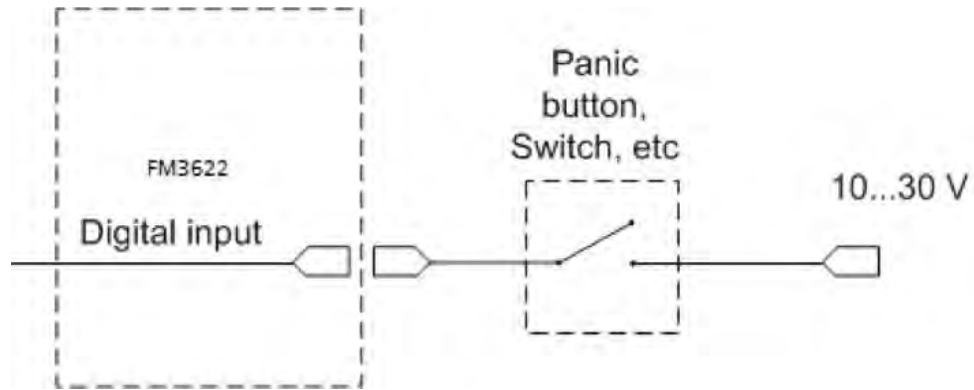 Panic
button,
Switch, etc
FM3622
10...30 V
Digital input